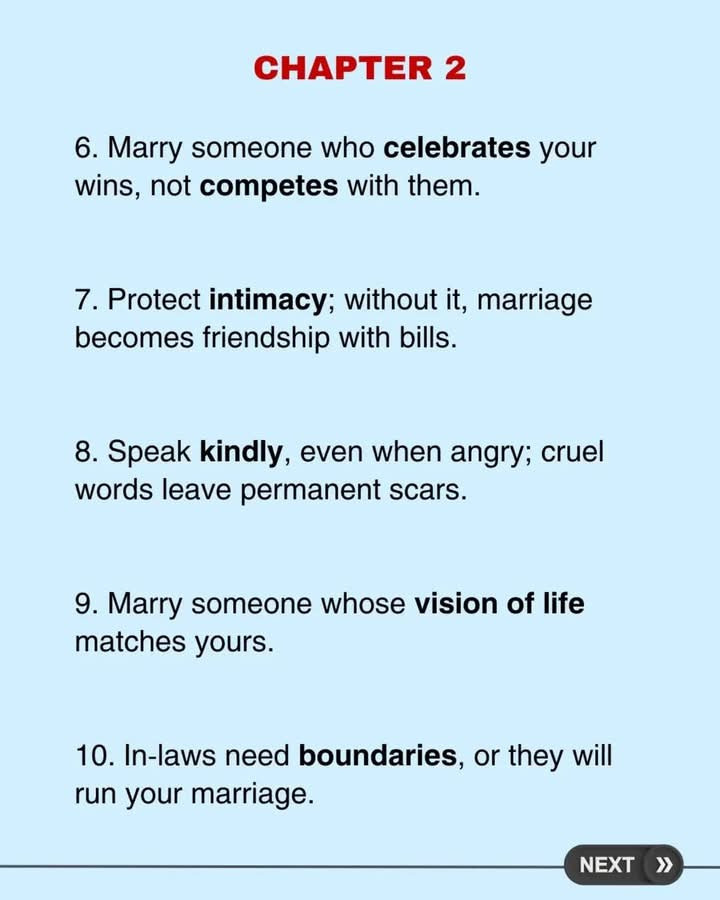 CHAPTER 2
6. Marry someone who celebrates your
wins, not competes with them.
7. Protect intimacy; without it, marriage
becomes friendship with bills.
8. Speak kindly, even when angry; cruel
words leave permanent scars.
9. Marry someone whose vision of life
matches yours.
10. In-laws need boundaries, or they will
run your marriage.
NEXT »